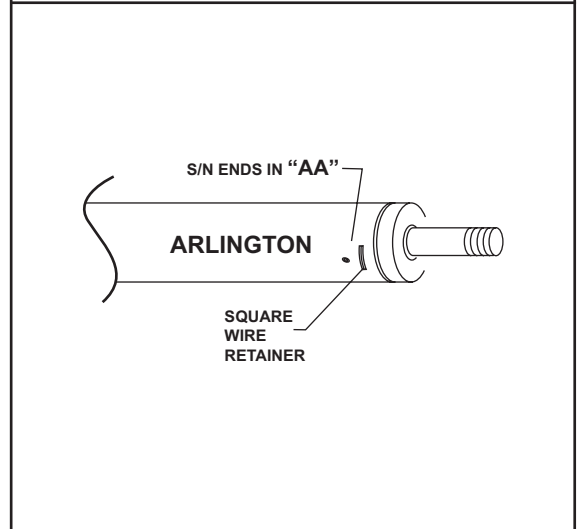 S/N ENDS IN “AA”
ARLINGTON
SQUARE
WIRE
RETAINER